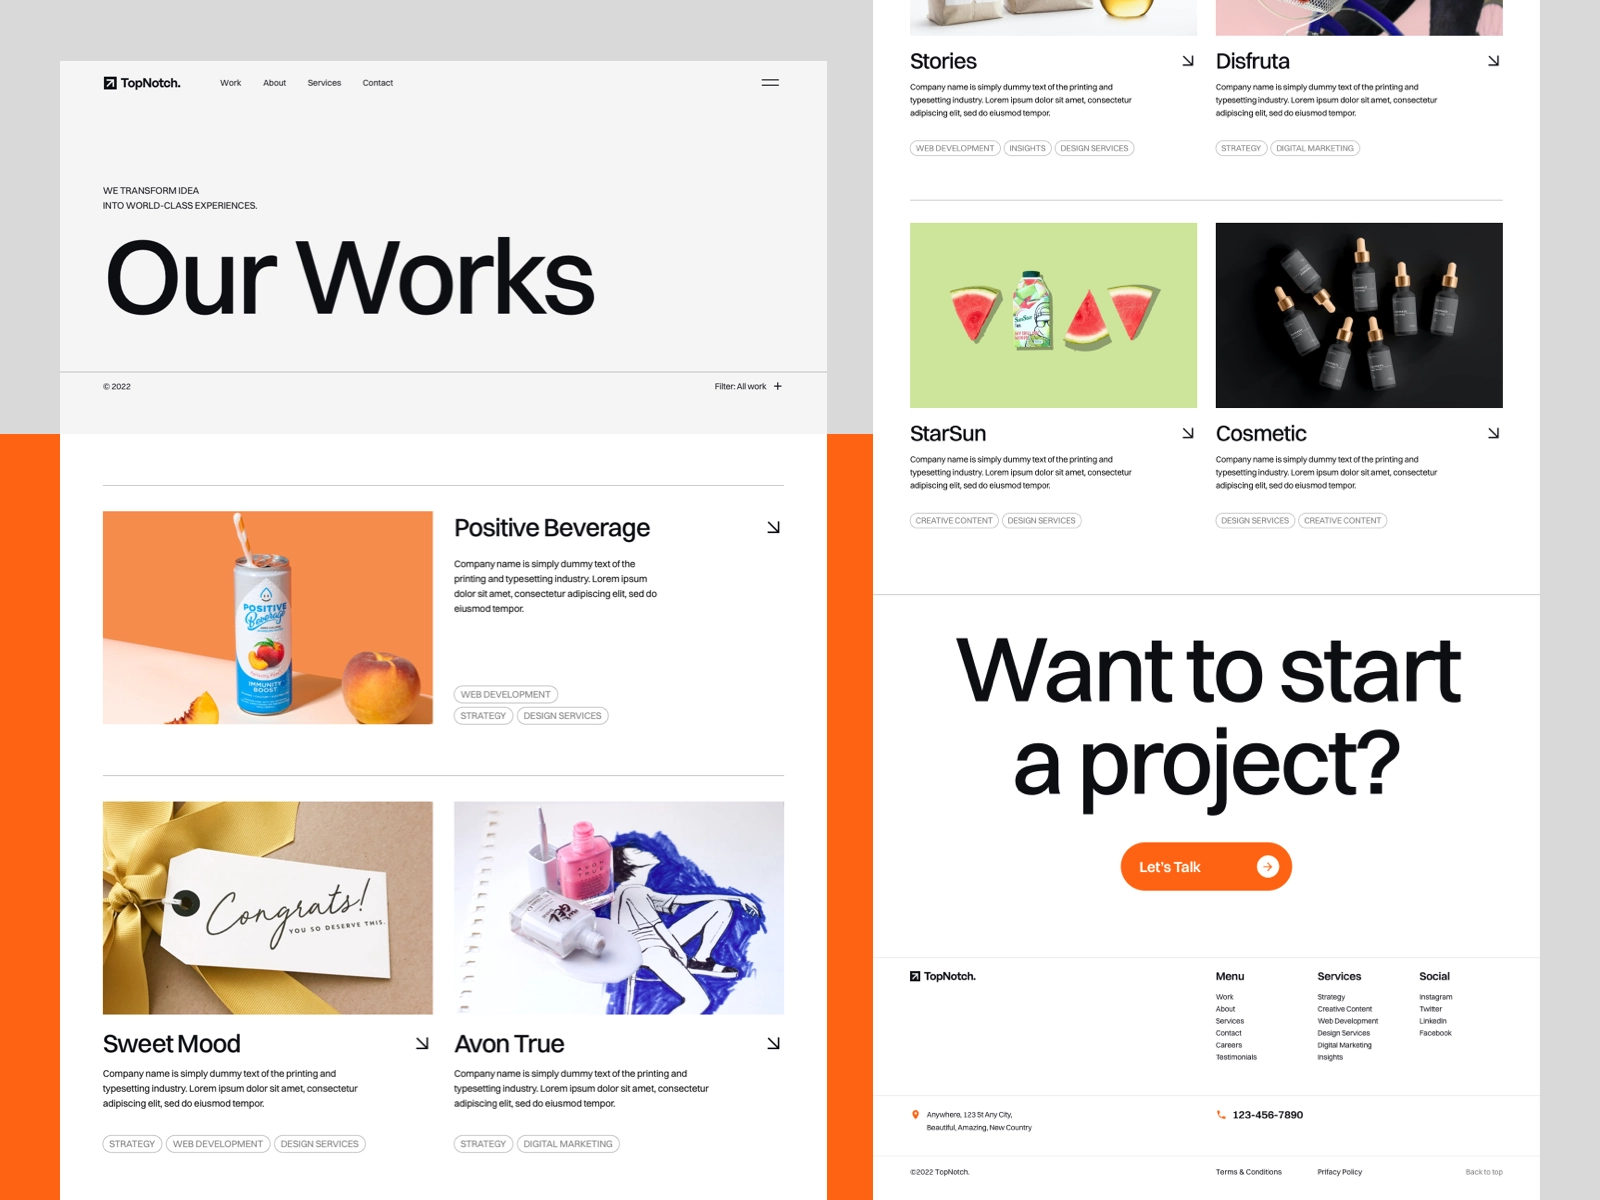 TopNotch.
Work About Services Contact
WE TRANSFORM IDEA
INTO WORLD-CLASS EXPERIENCES.
Our Works
© 2022
Filter: All work +
POSITIVE
Beverage
IMMUNITY
BOOST
Positive Beverage
Company name is simply dummy text of the
printing and typesetting industry. Lorem ipsum
dolor sit amet, consectetur adipiscing elit, sed do
eiusmod tempor.
WEB DEVELOPMENT
STRATEGY DESIGN SERVICES
Congrats!
YOU SO DESERVE THIS.
Sweet Mood
Company name is simply dummy text of the printing and
typesetting industry. Lorem ipsum dolor sit amet, consectetur
adipiscing elit, sed do eiusmod tempor.
STRATEGY WEB DEVELOPMENT DESIGN SERVICES
AVON
TRUE
GEL
Avon True
Company name is simply dummy text of the printing and
typesetting industry. Lorem ipsum dolor sit amet, consectetur
adipiscing elit, sed do eiusmod tempor.
STRATEGY DIGITAL MARKETING
Stories
Company name is simply dummy text of the printing and
typesetting industry. Lorem ipsum dolor sit amet, consectetur
adipiscing elit, sed do eiusmod tempor.
WEB DEVELOPMENT INSIGHTS DESIGN SERVICES
Disfruta
Company name is simply dummy text of the printing and
typesetting industry. Lorem ipsum dolor sit amet, consectetur
adipiscing elit, sed do eiusmod tempor.
STRATEGY DIGITAL MARKETING
StarSun
Company name is simply dummy text of the printing and
typesetting industry. Lorem ipsum dolor sit amet, consectetur
adipiscing elit, sed do eiusmod tempor.
CREATIVE CONTENT DESIGN SERVICES
Cosmetic
Company name is simply dummy text of the printing and
typesetting industry. Lorem ipsum dolor sit amet, consectetur
adipiscing elit, sed do eiusmod tempor.
DESIGN SERVICES CREATIVE CONTENT
Want to start
a project?
Let's Talk
TopNotch.
Menu
Work
About
Services
Contact
Careers
Testimonials
Services
Strategy
Creative Content
Web Development
Design Services
Digital Marketing
Insights
Social
Instagram
Twitter
LinkedIn
Facebook
Anywhere, 123 St Any City,
Beautiful, Amazing, New Country
123-456-7890
©2022 TopNotch.
Terms & Conditions
Prifacy Policy
Back to top